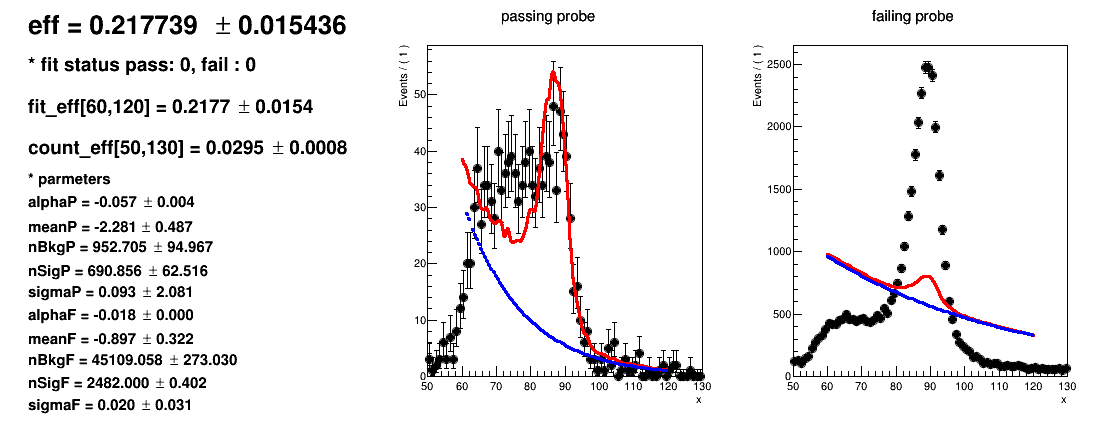 eff = 0.217739 ± 0.015436
* fit status pass: 0, fail : 0
fit_eff[60,120] = 0.2177 ± 0.0154
count_eff[50,130] = 0.0295 ± 0.0008
* parmeters
alphaP = -0.057 ± 0.004
meanP = -2.281 ± 0.487
nBkgP = 952.705 ± 94.967
nSigP = 690.856 ± 62.516
sigmaP = 0.093 ± 2.081
alphaF = -0.018 ± 0.000
meanF = -0.897 ± 0.322
nBkgF = 45109.058 ± 273.030
nSigF = 2482.000 ± 0.402
sigmaF = 0.020 ± 0.031
passing probe
Events / ( 1 )
50
40
30
20
10
0
50 60 70 80 90 100 110 120 130
x
failing probe
Events / ( 1 )
2500
2000
1500
1000
500
0
50 60 70 80 90 100 110 120 130
x